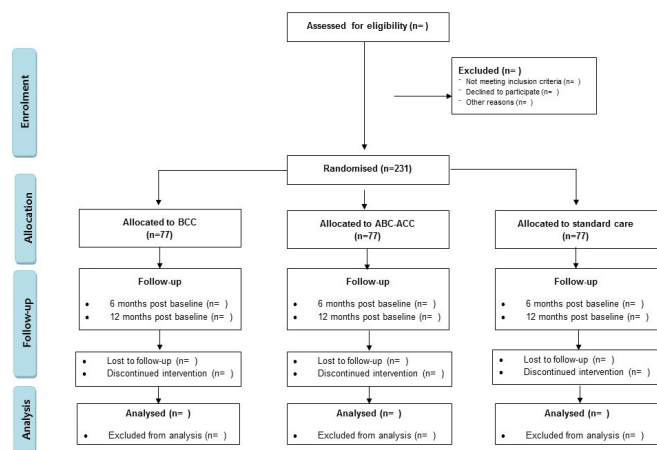 Assessed for eligibility (n= )
Enrolment
Excluded (n= )
- Not meeting inclusion criteria (n= )
- Declined to participate (n= )
- Other reasons (n= )
Randomised (n=231)
Allocation
Allocated to BCC
(n=77)
Allocated to ABC-ACC
(n=77)
Allocated to standard care
(n=77)
Follow-up
Follow-up
• 6 months post baseline (n= )
• 12 months post baseline (n= )
Follow-up
• 6 months post baseline (n= )
• 12 months post baseline (n= )
Follow-up
• 6 months post baseline (n= )
• 12 months post baseline (n= )
• Lost to follow-up (n= )
• Discontinued intervention (n= )
• Lost to follow-up (n= )
• Discontinued intervention (n= )
• Lost to follow-up (n= )
• Discontinued intervention (n= )
Analysis
Analysed (n= )
• Excluded from analysis (n= )
Analysed (n= )
• Excluded from analysis (n= )
Analysed (n= )
• Excluded from analysis (n= )